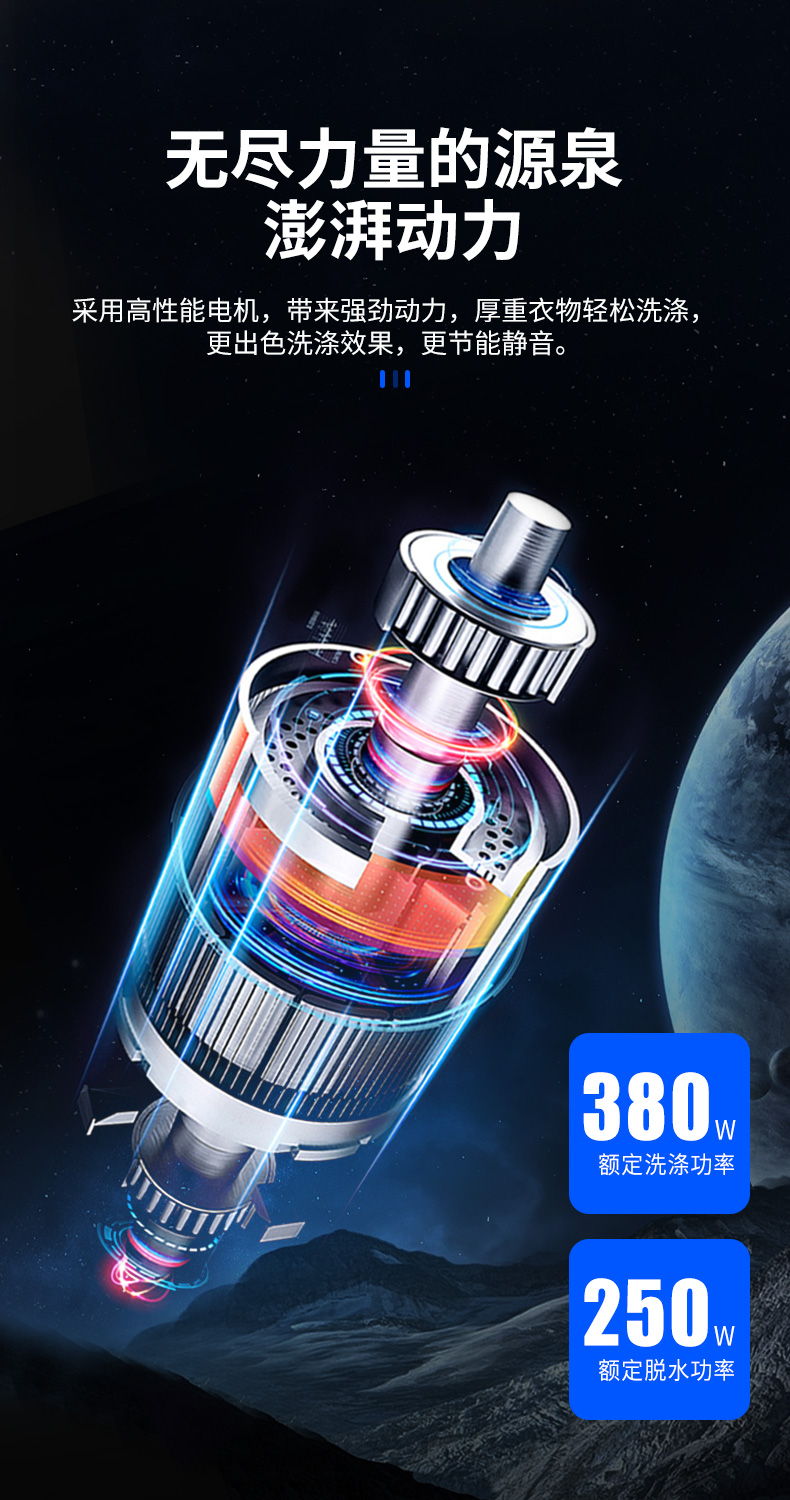 无尽力量的源泉
澎湃动力
采用高性能电机，带来强劲动力，厚重衣物轻松洗涤，
更出色洗涤效果，更节能静音。
380W
额定洗涤功率
250W
额定脱水功率